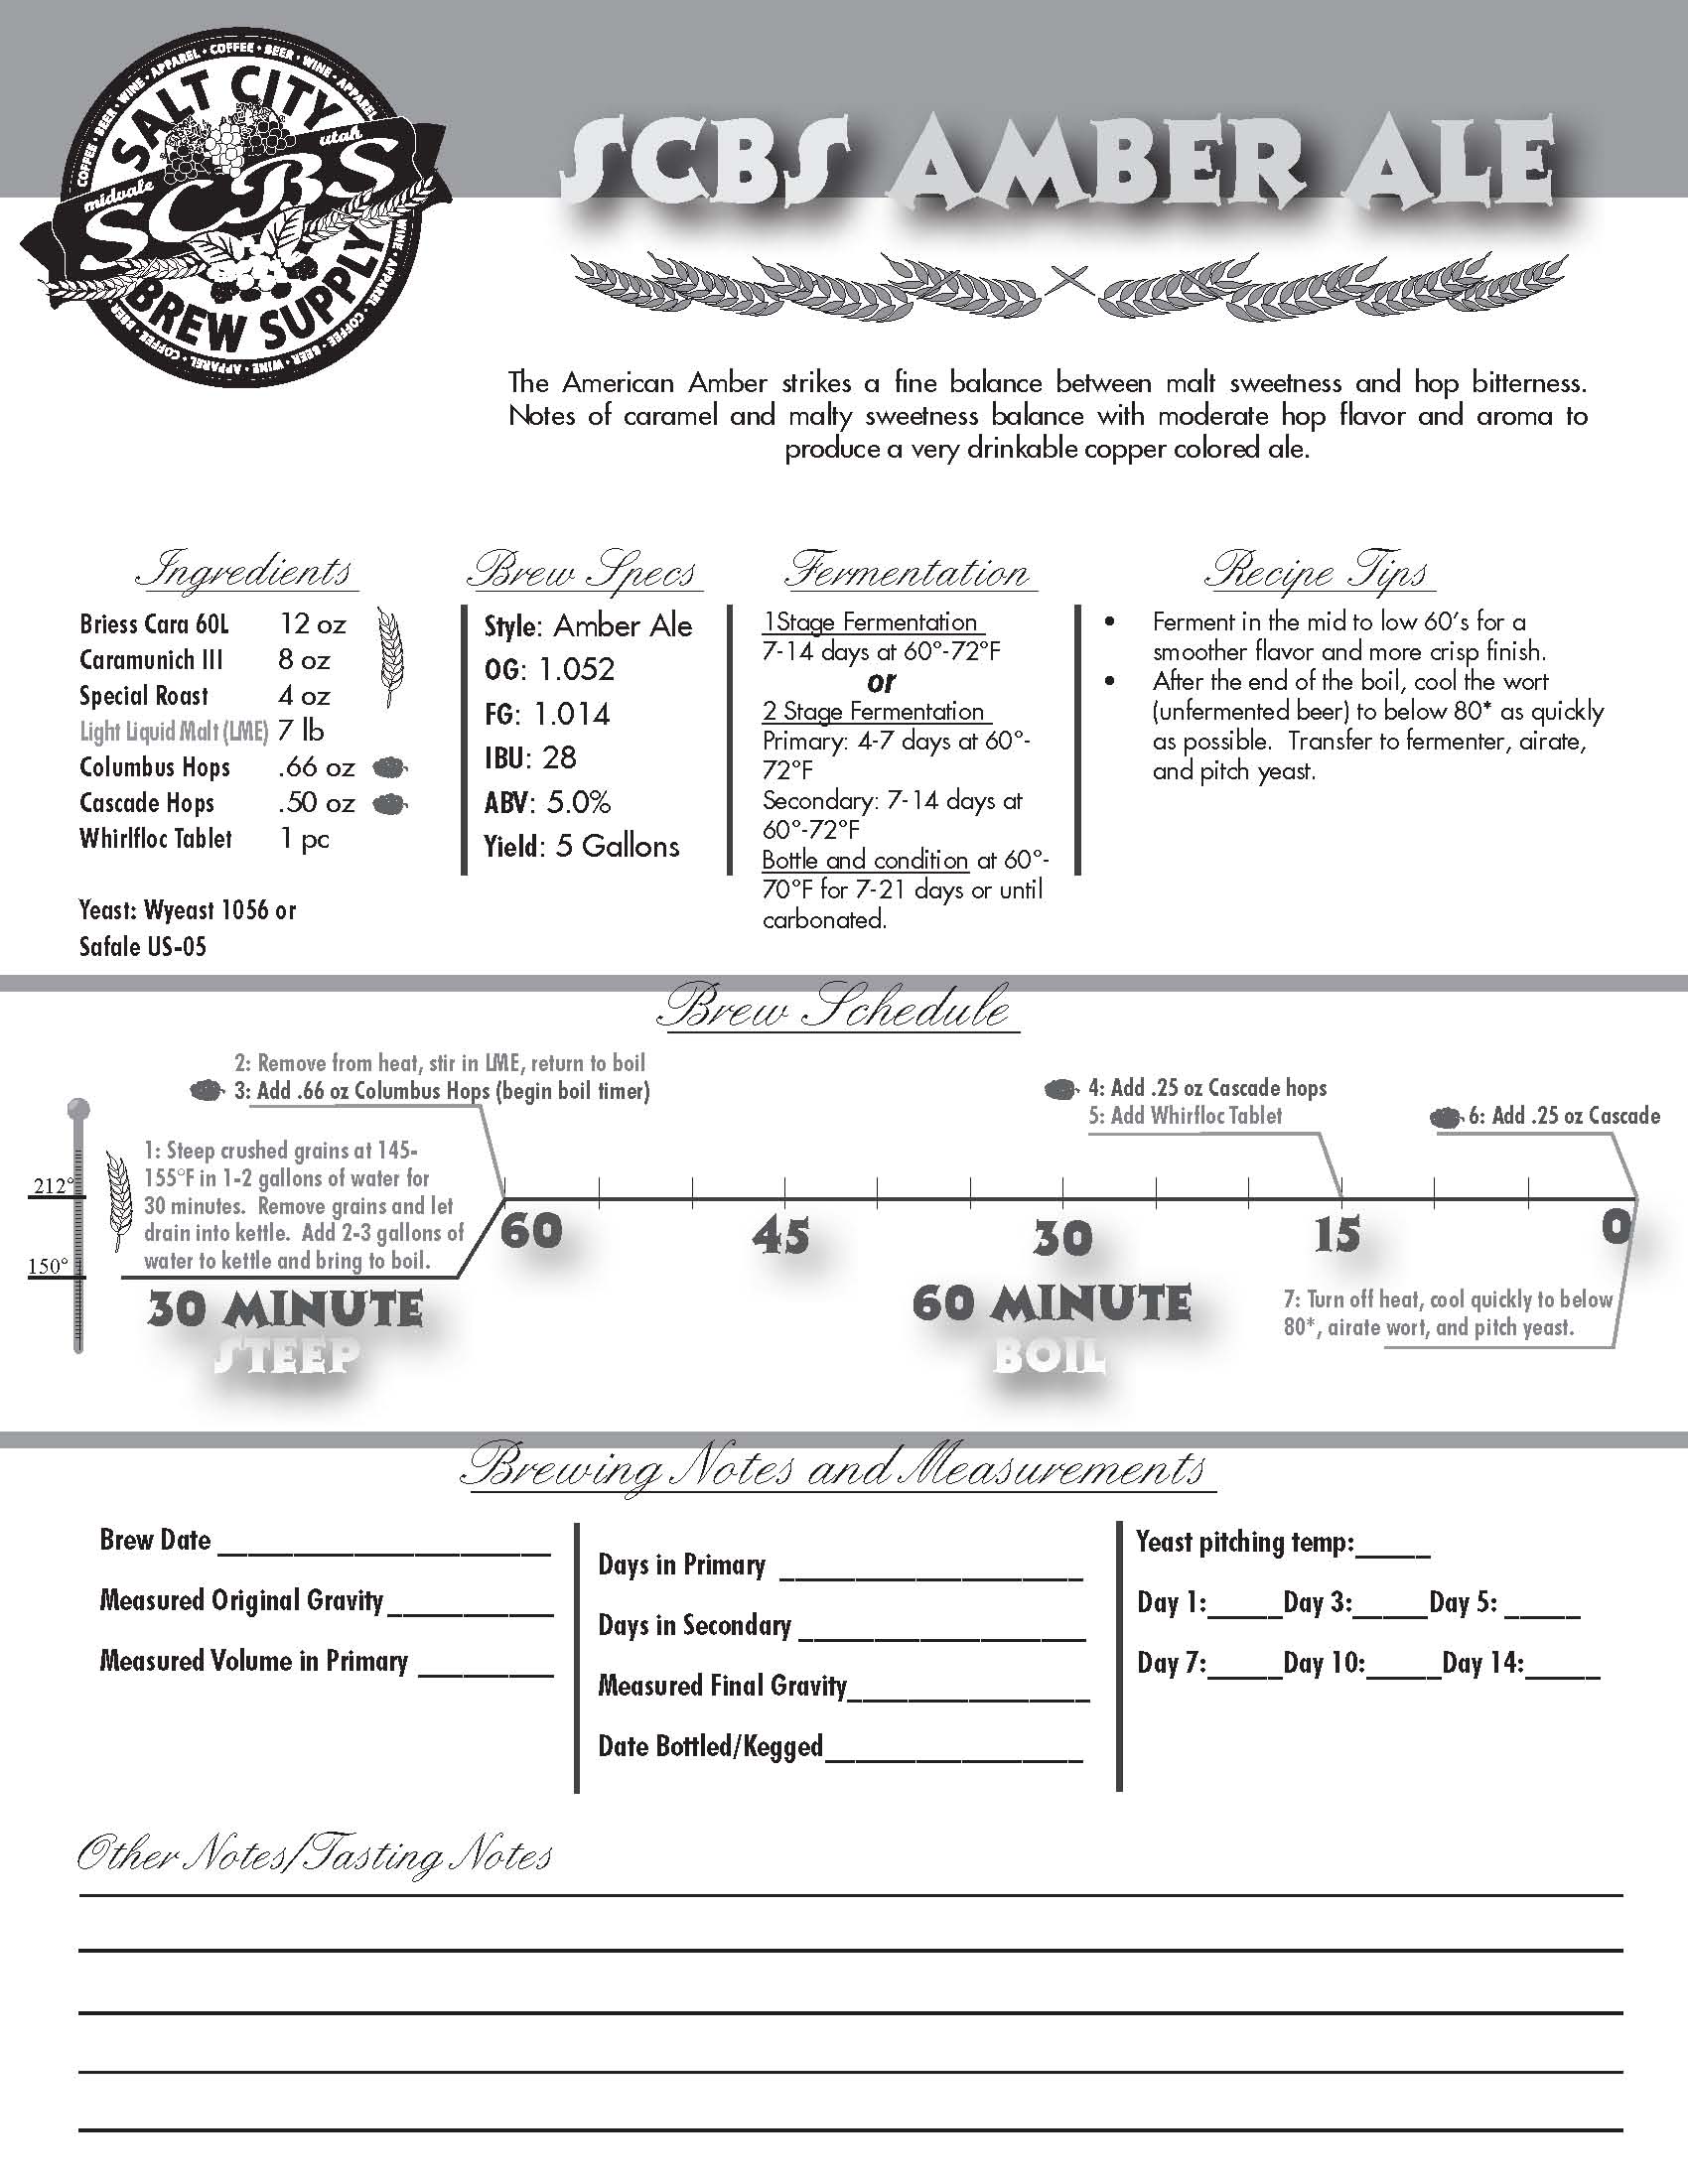 COFFEE • BEER • WINE • APPAREL • COFFEE • BEER • WINE • APPAREL
SALT CITY
midvale
utah
SCBS
BREW SUPPLY
SCBS AMBER ALE
The American Amber strikes a fine balance between malt sweetness and hop bitterness.
Notes of caramel and malty sweetness balance with moderate hop flavor and aroma to
produce a very drinkable copper colored ale.
Ingredients
Briess Cara 60L 12 oz
Caramunich III 8 oz
Special Roast 4 oz
Light Liquid Malt (LME) 7 lb
Columbus Hops .66 oz
Cascade Hops .50 oz
Whirlfloc Tablet 1 pc
Yeast: Wyeast 1056 or
Safale US-05
Brew Specs
Style: Amber Ale
OG: 1.052
FG: 1.014
IBU: 28
ABV: 5.0%
Yield: 5 Gallons
Fermentation
1Stage Fermentation
7-14 days at 60°-72°F
or
2 Stage Fermentation
Primary: 4-7 days at 60°-
72°F
Secondary: 7-14 days at
60°-72°F
Bottle and condition at 60°-
70°F for 7-21 days or until
carbonated.
Recipe Tips
• Ferment in the mid to low 60's for a
smoother flavor and more crisp finish.
• After the end of the boil, cool the wort
(unfermented beer) to below 80* as quickly
as possible. Transfer to fermenter, airate,
and pitch yeast.
Brew Schedule
2: Remove from heat, stir in LME, return to boil
3: Add .66 oz Columbus Hops (begin boil timer)
4: Add .25 oz Cascade hops
5: Add Whirfloc Tablet
6: Add .25 oz Cascade
1: Steep crushed grains at 145-
155°F in 1-2 gallons of water for
30 minutes. Remove grains and let
drain into kettle. Add 2-3 gallons of
water to kettle and bring to boil.
212°
150°
60 45 30 15 0
30 MINUTE
STEEP
60 MINUTE
BOIL
7: Turn off heat, cool quickly to below
80*, airate wort, and pitch yeast.
Brewing Notes and Measurements
Brew Date ______________________
Measured Original Gravity___________
Measured Volume in Primary _________
Days in Primary ____________________
Days in Secondary ___________________
Measured Final Gravity________________
Date Bottled/Kegged_________________
Yeast pitching temp:_____
Day 1:_____Day 3:_____Day 5: _____
Day 7:_____Day 10:_____Day 14:_____
Other Notes/Tasting Notes